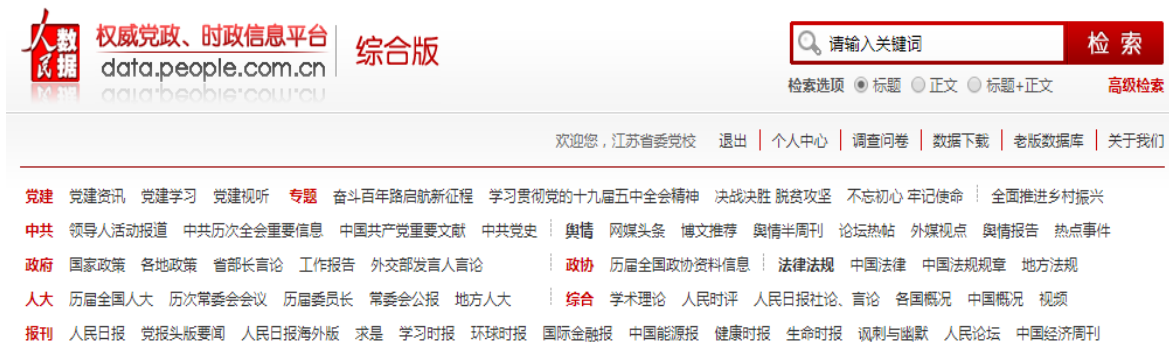 人民 数据
权威党政、时政信息平台
data.people.com.cn
综合版
请输入关键词
检 索
检索选项 标题 正文 标题+正文 高级检索
欢迎您，江苏省委党校 退出 个人中心 调查问卷 数据下载 老版数据库 关于我们
党建 党建资讯 党建学习 党建视听 专题 奋斗百年路启航新征程 学习贯彻党的十九届五中全会精神 决战决胜 脱贫攻坚 不忘初心 牢记使命 全面推进乡村振兴
中共 领导人活动报道 中共历次全会重要信息 中国共产党重要文献 中共党史 舆情 网媒头条 博文推荐 舆情半周刊 论坛热帖 外媒视点 舆情报告 热点事件
政府 国家政策 各地政策 省部长言论 工作报告 外交部发言人言论 政协 历届全国政协资料信息 法律法规 中国法律 中国法规规章 地方法规
人大 历届全国人大 历次常委会会议 历届委员长 常委会公报 地方人大 综合 学术理论 人民时评 人民日报社论、言论 各国概况 中国概况 视频
报刊 人民日报 党报头版要闻 人民日报海外版 求是 学习时报 环球时报 国际金融报 中国能源报 健康时报 生命时报 讽刺与幽默 人民论坛 中国经济周刊